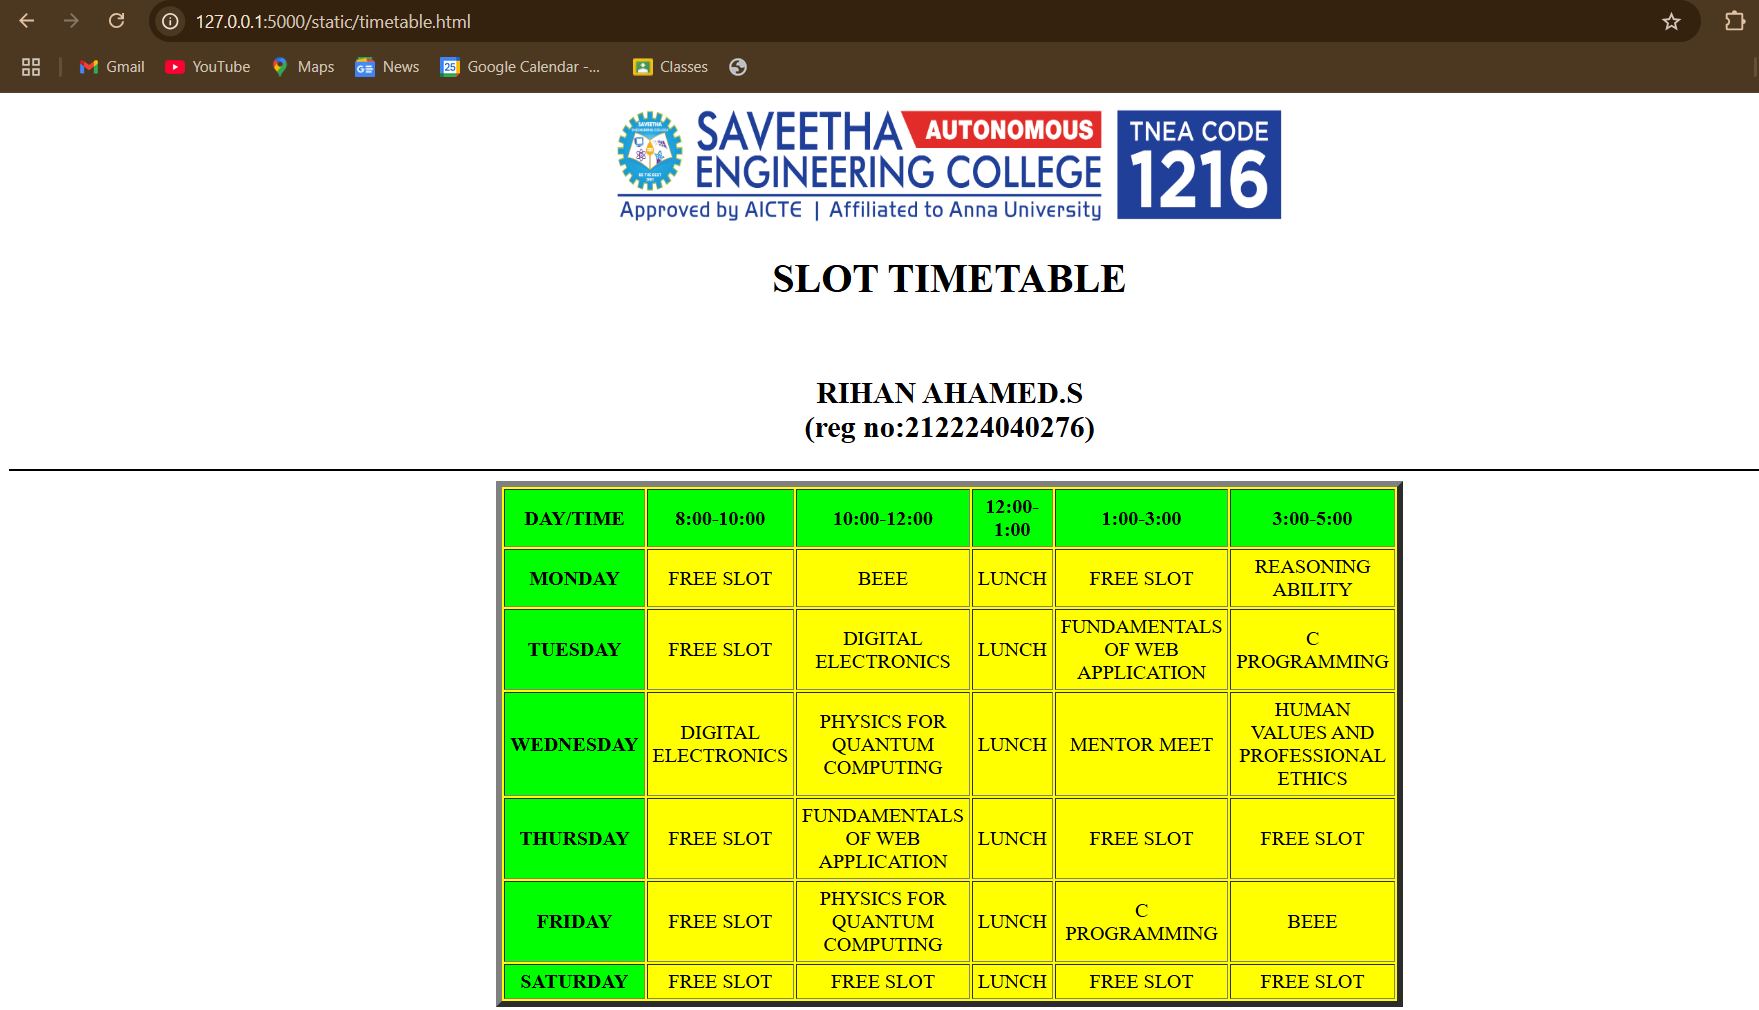 127.0.0.1:5000/static/timetable.html
Gmail YouTube Maps News Google Calendar -... Classes
SAVEETHA AUTONOMOUS
ENGINEERING COLLEGE
Approved by AICTE | Affiliated to Anna University
TNEA CODE
1216
SLOT TIMETABLE
RIHAN AHAMED.S
(reg no:212224040276)
DAY/TIME 8:00-10:00 10:00-12:00 12:00-1:00 1:00-3:00 3:00-5:00
MONDAY FREE SLOT BEEE LUNCH FREE SLOT REASONING ABILITY
TUESDAY FREE SLOT DIGITAL ELECTRONICS LUNCH FUNDAMENTALS OF WEB APPLICATION C PROGRAMMING
WEDNESDAY DIGITAL ELECTRONICS PHYSICS FOR QUANTUM COMPUTING LUNCH MENTOR MEET HUMAN VALUES AND PROFESSIONAL ETHICS
THURSDAY FREE SLOT FUNDAMENTALS OF WEB APPLICATION LUNCH FREE SLOT FREE SLOT
FRIDAY FREE SLOT PHYSICS FOR QUANTUM COMPUTING LUNCH C PROGRAMMING BEEE
SATURDAY FREE SLOT FREE SLOT LUNCH FREE SLOT FREE SLOT